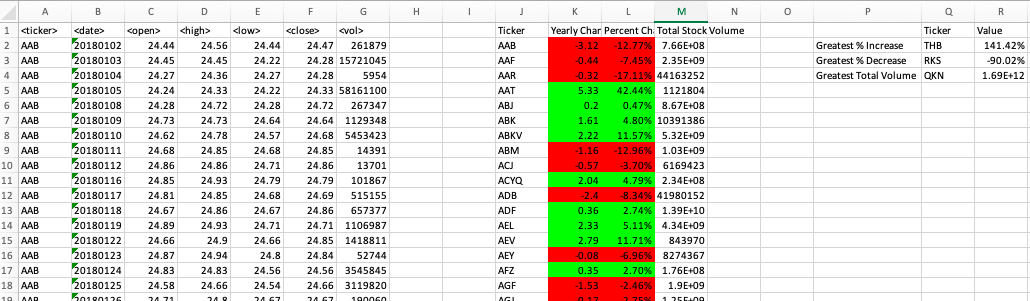 A B C D E F G H I J K L M N O P Q R
1 <ticker> <date> <open> <high> <low> <close> <vol> Ticker Yearly Char Percent Ch Total Stock Volume Ticker Value
2 AAB 20180102 24.44 24.56 24.44 24.47 261879 AAB -3.12 -12.77% 7.66E+08 Greatest % Increase THB 141.42%
3 AAB 20180103 24.45 24.45 24.22 24.28 15721045 AAF -0.44 -7.45% 2.35E+09 Greatest % Decrease RKS -90.02%
4 AAB 20180104 24.27 24.36 24.27 24.28 5954 AAR -0.32 -17.11% 44163252 Greatest Total Volume QKN 1.69E+12
5 AAB 20180105 24.24 24.33 24.22 24.33 58161100 AAT 5.33 42.44% 1121804
6 AAB 20180108 24.28 24.72 24.28 24.72 267347 ABJ 0.2 0.47% 8.67E+08
7 AAB 20180109 24.73 24.73 24.64 24.64 1129348 ABK 1.61 4.80% 10391386
8 AAB 20180110 24.62 24.78 24.57 24.68 5453423 ABKV 2.22 11.57% 5.32E+09
9 AAB 20180111 24.68 24.85 24.68 24.85 14391 ABM -1.16 -12.96% 1.03E+09
10 AAB 20180112 24.86 24.86 24.71 24.86 13701 ACJ -0.57 -3.70% 6169423
11 AAB 20180116 24.85 24.93 24.79 24.79 101867 ACYQ 2.04 4.79% 2.34E+08
12 AAB 20180117 24.81 24.85 24.68 24.69 515155 ADB -2.4 -8.34% 41980152
13 AAB 20180118 24.67 24.86 24.67 24.86 657377 ADF 0.36 2.74% 1.39E+10
14 AAB 20180119 24.89 24.93 24.71 24.71 1106987 AEL 2.33 5.11% 4.34E+09
15 AAB 20180122 24.66 24.9 24.66 24.85 1418811 AEV 2.79 11.71% 843970
16 AAB 20180123 24.87 24.94 24.8 24.84 52744 AEY -0.08 -6.96% 8274367
17 AAB 20180124 24.83 24.83 24.56 24.56 3545845 AFZ 0.35 2.70% 1.76E+08
18 AAB 20180125 24.58 24.66 24.54 24.66 3119820 AGF -1.53 -2.46% 1.9E+09
19 AAB 20180126 24.71 24.8 24.67 24.67 190060